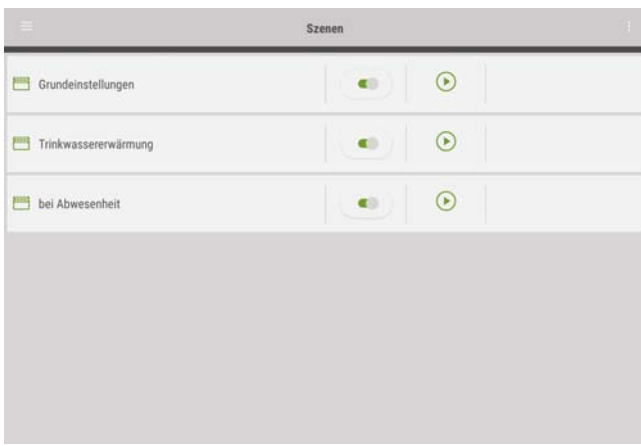 Szenen
Grundeinstellungen
Trinkwassererwärmung
bei Abwesenheit